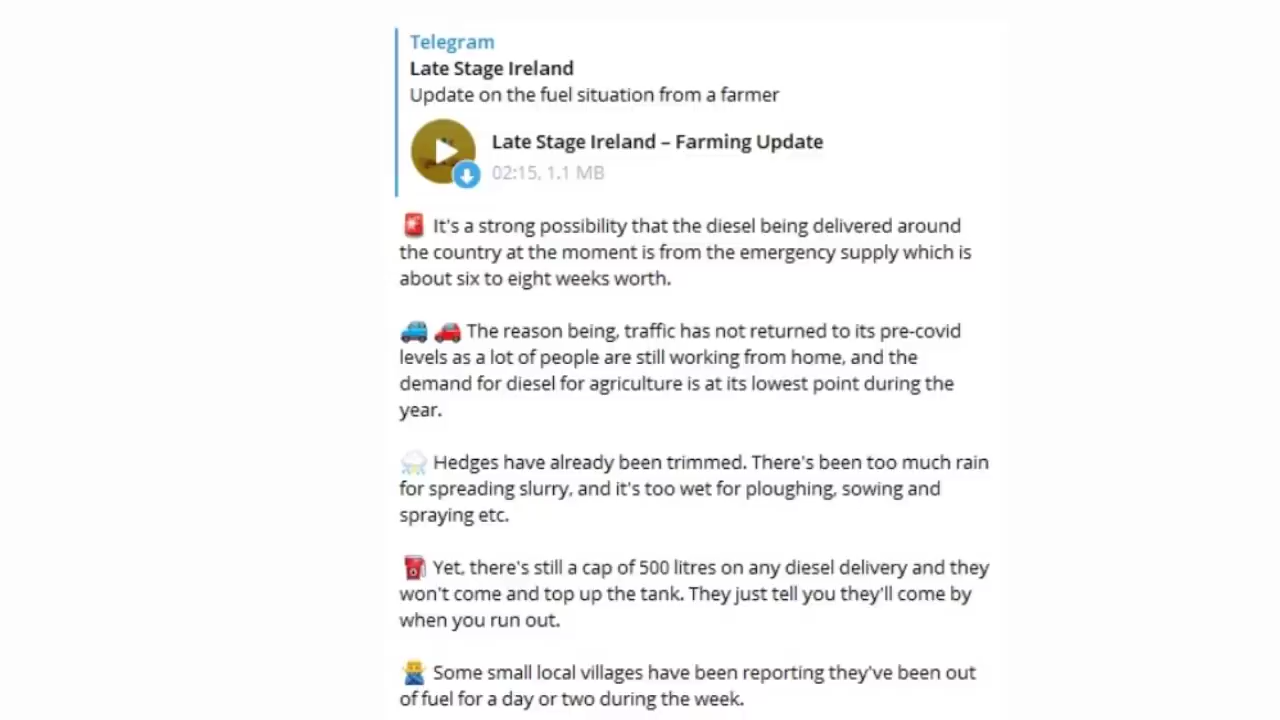 Telegram
Late Stage Ireland
Update on the fuel situation from a farmer
Late Stage Ireland – Farming Update
02:15, 1.1 MB
It's a strong possibility that the diesel being delivered around
the country at the moment is from the emergency supply which is
about six to eight weeks worth.
The reason being, traffic has not returned to its pre-covid
levels as a lot of people are still working from home, and the
demand for diesel for agriculture is at its lowest point during the
year.
Hedges have already been trimmed. There's been too much rain
for spreading slurry, and it's too wet for ploughing, sowing and
spraying etc.
Yet, there's still a cap of 500 litres on any diesel delivery and they
won't come and top up the tank. They just tell you they'll come by
when you run out.
Some small local villages have been reporting they've been out
of fuel for a day or two during the week.